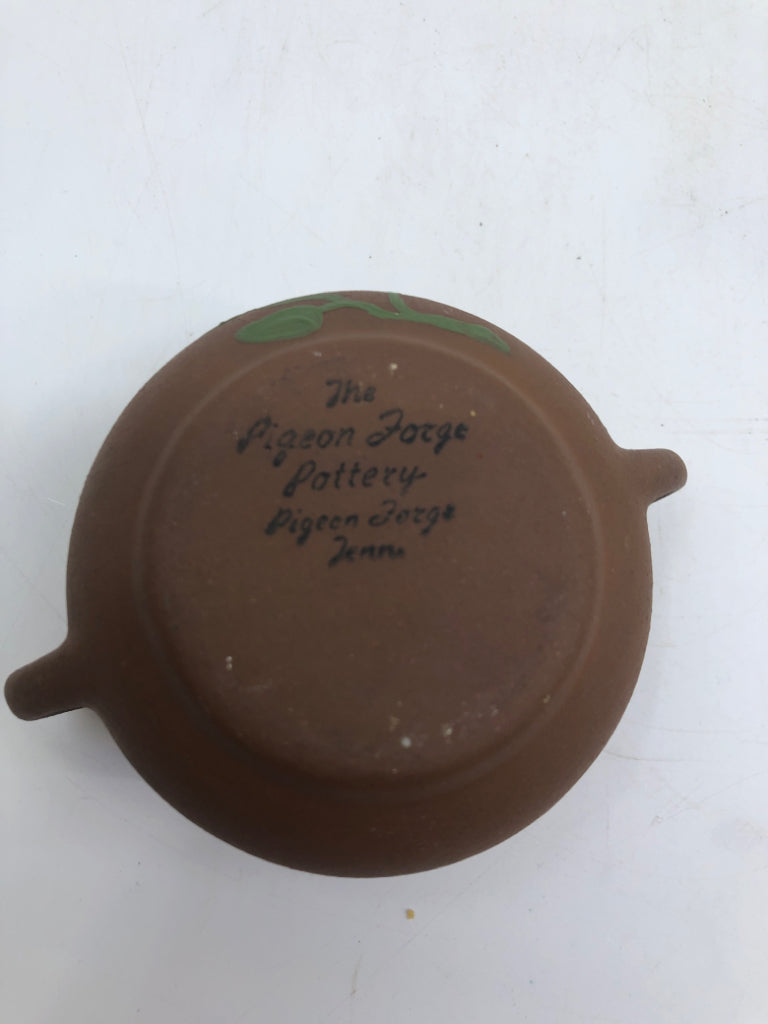 The
Pigeon Forge
Pottery
Pigeon Forge
Tenn.